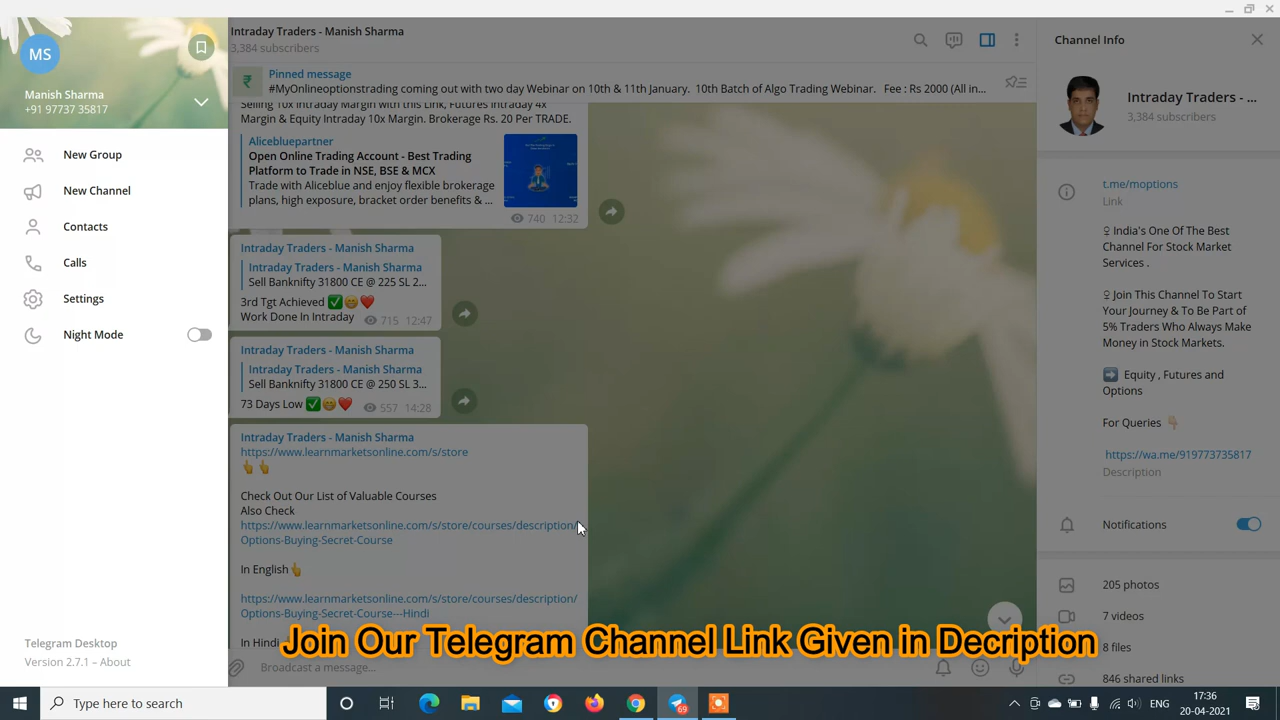 MS
Manish Sharma
+91 97737 35817
New Group
New Channel
Contacts
Calls
Settings
Night Mode
Telegram Desktop
Version 2.7.1 – About
Intraday Traders - Manish Sharma
3,384 subscribers
Pinned message
#MyOnlineoptionstrading coming out with two day Webinar on 10th & 11th January. 10th Batch of Algo Trading Webinar. Fee : Rs 2000 (All in...
Selling 10x Intraday Margin with this Link, Futures Intraday 4x
Margin & Equity Intraday 10x Margin. Brokerage Rs. 20 Per TRADE.
Alicebluepartner
Open Online Trading Account - Best Trading
Platform to Trade in NSE, BSE & MCX
Trade with Aliceblue and enjoy flexible brokerage
plans, high exposure, bracket order benefits & ...
740 12:32
Intraday Traders - Manish Sharma
Intraday Traders - Manish Sharma
Sell Banknifty 31800 CE @ 225 SL 2...
3rd Tgt Achieved ✅😁❤️
Work Done In Intraday 715 12:47
Intraday Traders - Manish Sharma
Intraday Traders - Manish Sharma
Sell Banknifty 31800 CE @ 250 SL 3...
73 Days Low ✅😁❤️ 557 14:28
Intraday Traders - Manish Sharma
https://www.learnmarketsonline.com/s/store
👆 👆
Check Out Our List of Valuable Courses
Also Check
https://www.learnmarketsonline.com/s/store/courses/description/
Options-Buying-Secret-Course
In English👆
https://www.learnmarketsonline.com/s/store/courses/description/
Options-Buying-Secret-Course---Hindi
In Hindi
Join Our Telegram Channel Link Given in Decription
Broadcast a message...
Channel Info
Intraday Traders - ...
3,384 subscribers
t.me/moptions
Link
♀ India's One Of The Best
Channel For Stock Market
Services .
♀ Join This Channel To Start
Your Journey & To Be Part of
5% Traders Who Always Make
Money in Stock Markets.
➡️ Equity , Futures and
Options
For Queries 👇🏻
https://wa.me/919773735817
Description
Notifications
205 photos
7 videos
8 files
846 shared links
Type here to search
69
ENG
17:36
20-04-2021